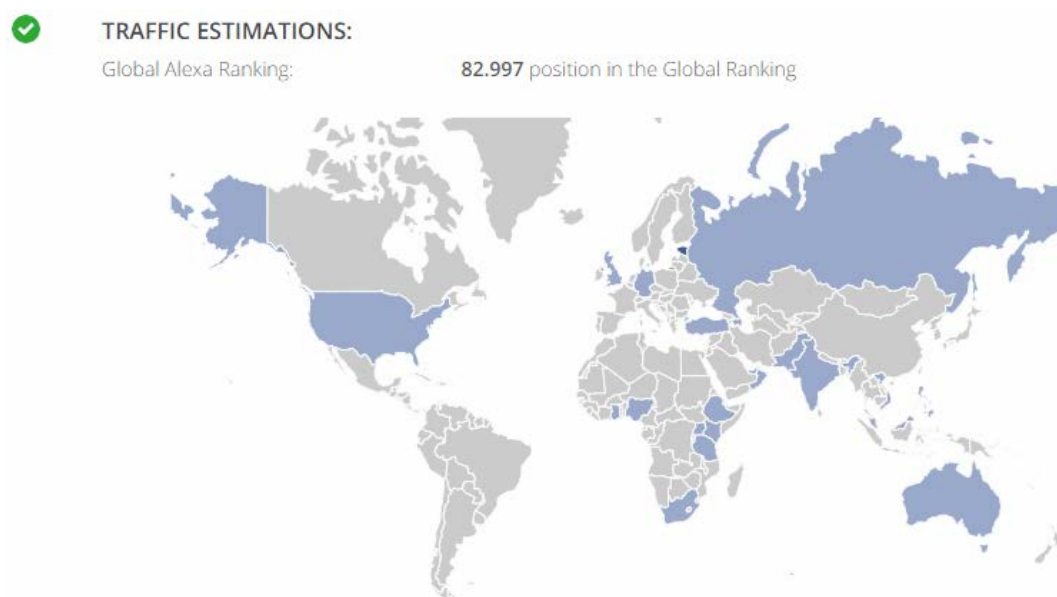 TRAFFIC ESTIMATIONS:
Global Alexa Ranking: 82.997 position in the Global Ranking